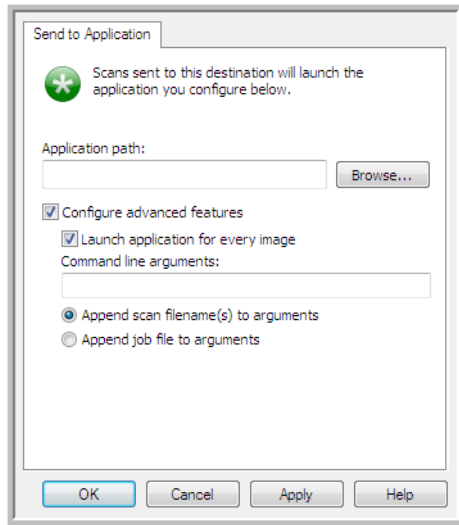 Send to Application
Scans sent to this destination will launch the
application you configure below.
Application path:
Browse...
Configure advanced features
Launch application for every image
Command line arguments:
Append scan filename(s) to arguments
Append job file to arguments
OK Cancel Apply Help